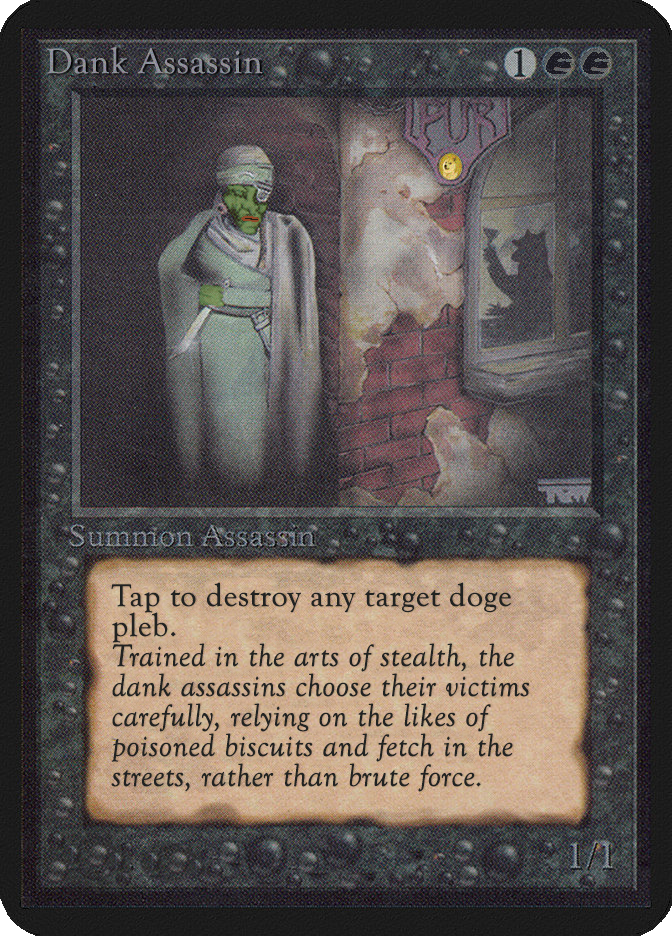 Dank Assassin 1
PUR
Summon Assassin
Tap to destroy any target doge
pleb.
Trained in the arts of stealth, the
dank assassins choose their victims
carefully, relying on the likes of
poisoned biscuits and fetch in the
streets, rather than brute force.
1/1